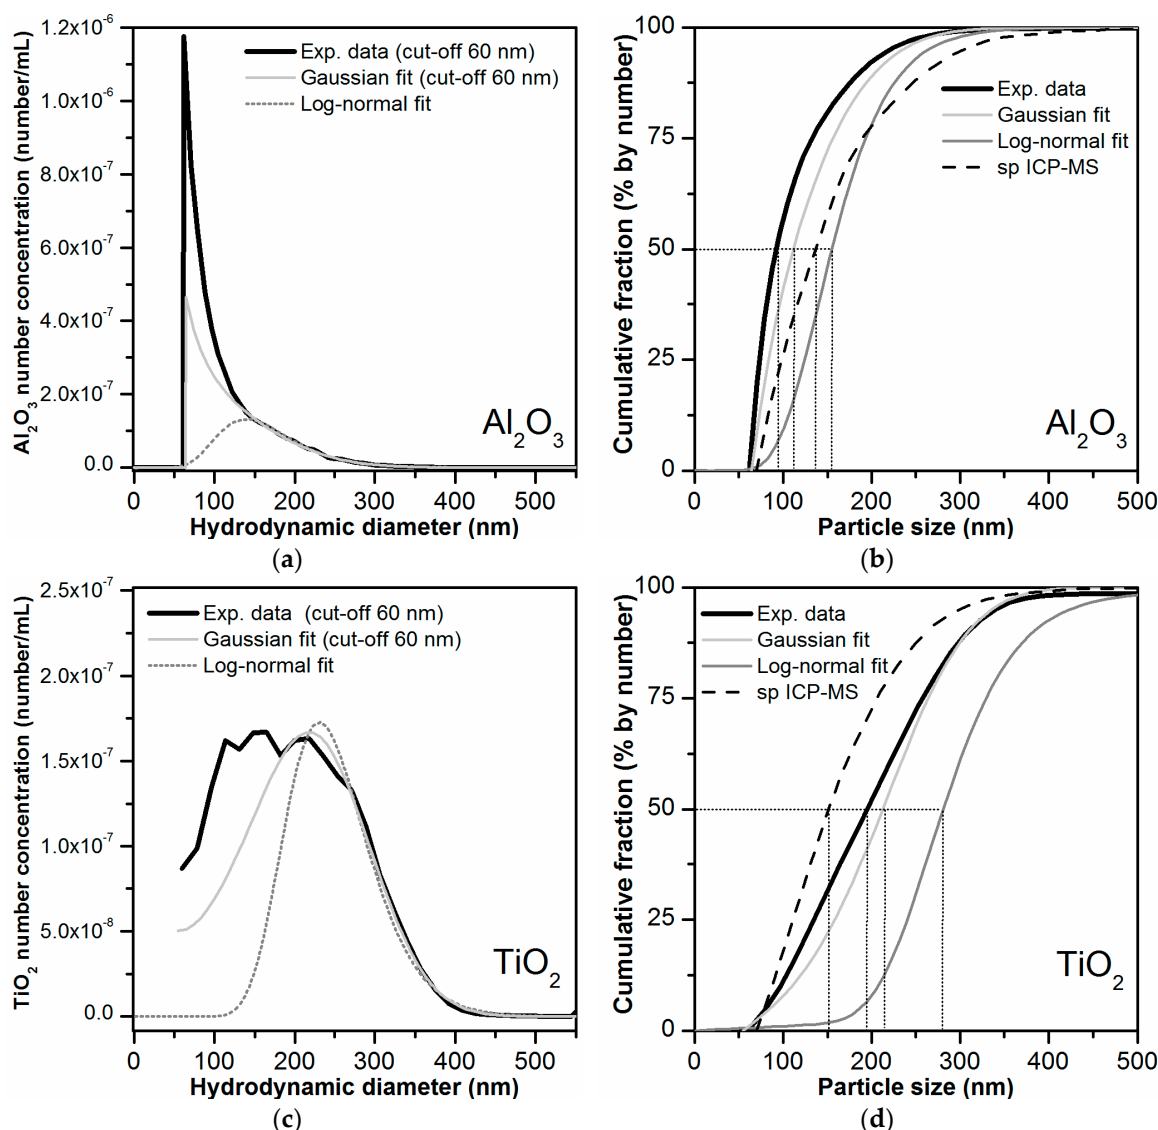 1.2x10⁻⁶
1.0x10⁻⁶
8.0x10⁻⁷
6.0x10⁻⁷
4.0x10⁻⁷
2.0x10⁻⁷
0.0
Al₂O₃ number concentration (number/mL)
Exp. data (cut-off 60 nm)
Gaussian fit (cut-off 60 nm)
Log-normal fit
Al₂O₃
0 100 200 300 400 500
Hydrodynamic diameter (nm)
(a)
100
75
50
25
0
Cumulative fraction (% by number)
Exp. data
Gaussian fit
Log-normal fit
sp ICP-MS
Al₂O₃
0 100 200 300 400 500
Particle size (nm)
(b)
2.5x10⁻⁷
2.0x10⁻⁷
1.5x10⁻⁷
1.0x10⁻⁷
5.0x10⁻⁸
0.0
TiO₂ number concentration (number/mL)
Exp. data (cut-off 60 nm)
Gaussian fit (cut-off 60 nm)
Log-normal fit
TiO₂
0 100 200 300 400 500
Hydrodynamic diameter (nm)
(c)
100
75
50
25
0
Cumulative fraction (% by number)
Exp. data
Gaussian fit
Log-normal fit
sp ICP-MS
TiO₂
0 100 200 300 400 500
Particle size (nm)
(d)